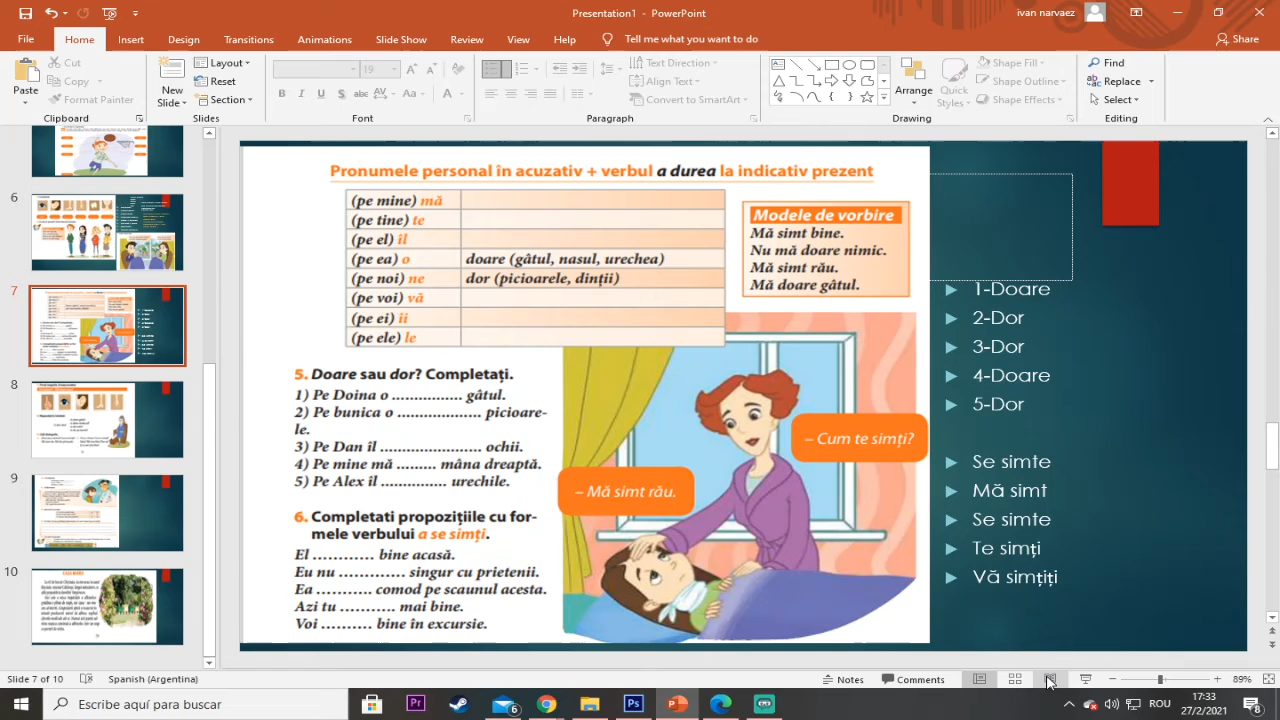 Presentation1 - PowerPoint
ivan narvaez
File
Home
Insert
Design
Transitions
Animations
Slide Show
Review
View
Help
Tell me what you want to do
Share
Paste
Cut
Copy
Format Painter
Clipboard
New
Slide
Layout
Reset
Section
Slides
19
Font
Text Direction
Align Text
Convert to SmartArt
Paragraph
Arrange
Quick
Styles
Shape Fill
Shape Outline
Shape Effects
Drawing
Find
Replace
Select
Editing
6
7
8
9
10
Pronumele personal în acuzativ + verbul a durea la indicativ prezent
(pe mine) mă
(pe tine) te
(pe el) îl
(pe ea) o doare (gâtul, nasul, urechea)
(pe noi) ne dor (picioarele, dinții)
(pe voi) vă
(pe ei) îi
(pe ele) le
Modele de vorbire
Mă simt bine.
Nu mă doare nimic.
Mă simt rău.
Mă doare gâtul.
5. Doare sau dor? Completați.
1) Pe Doina o ............... gâtul.
2) Pe bunica o .................. picioare-
le.
3) Pe Dan îl ...................... ochii.
4) Pe mine mă ......... mâna dreaptă.
5) Pe Alex îl .............. urechile.
6. Completati propozițiile cu for-
mele verbului a se simți.
El ............. bine acasă.
Eu nu ............. singur cu prietenii.
Ea ............ comod pe scaunul acesta.
Azi tu ............ mai bine.
Voi ........... bine în excursie.
– Cum te simți?
– Mă simt rău.
1-Doare
2-Dor
3-Dor
4-Doare
5-Dor
Se simte
Mă simt
Se simte
Te simți
Vă simțiți
Slide 7 of 10
Spanish (Argentina)
Notes
Comments
89%
Escribe aquí para buscar
Pr
6
Ps
P
ROU
17:33
27/2/2021
8